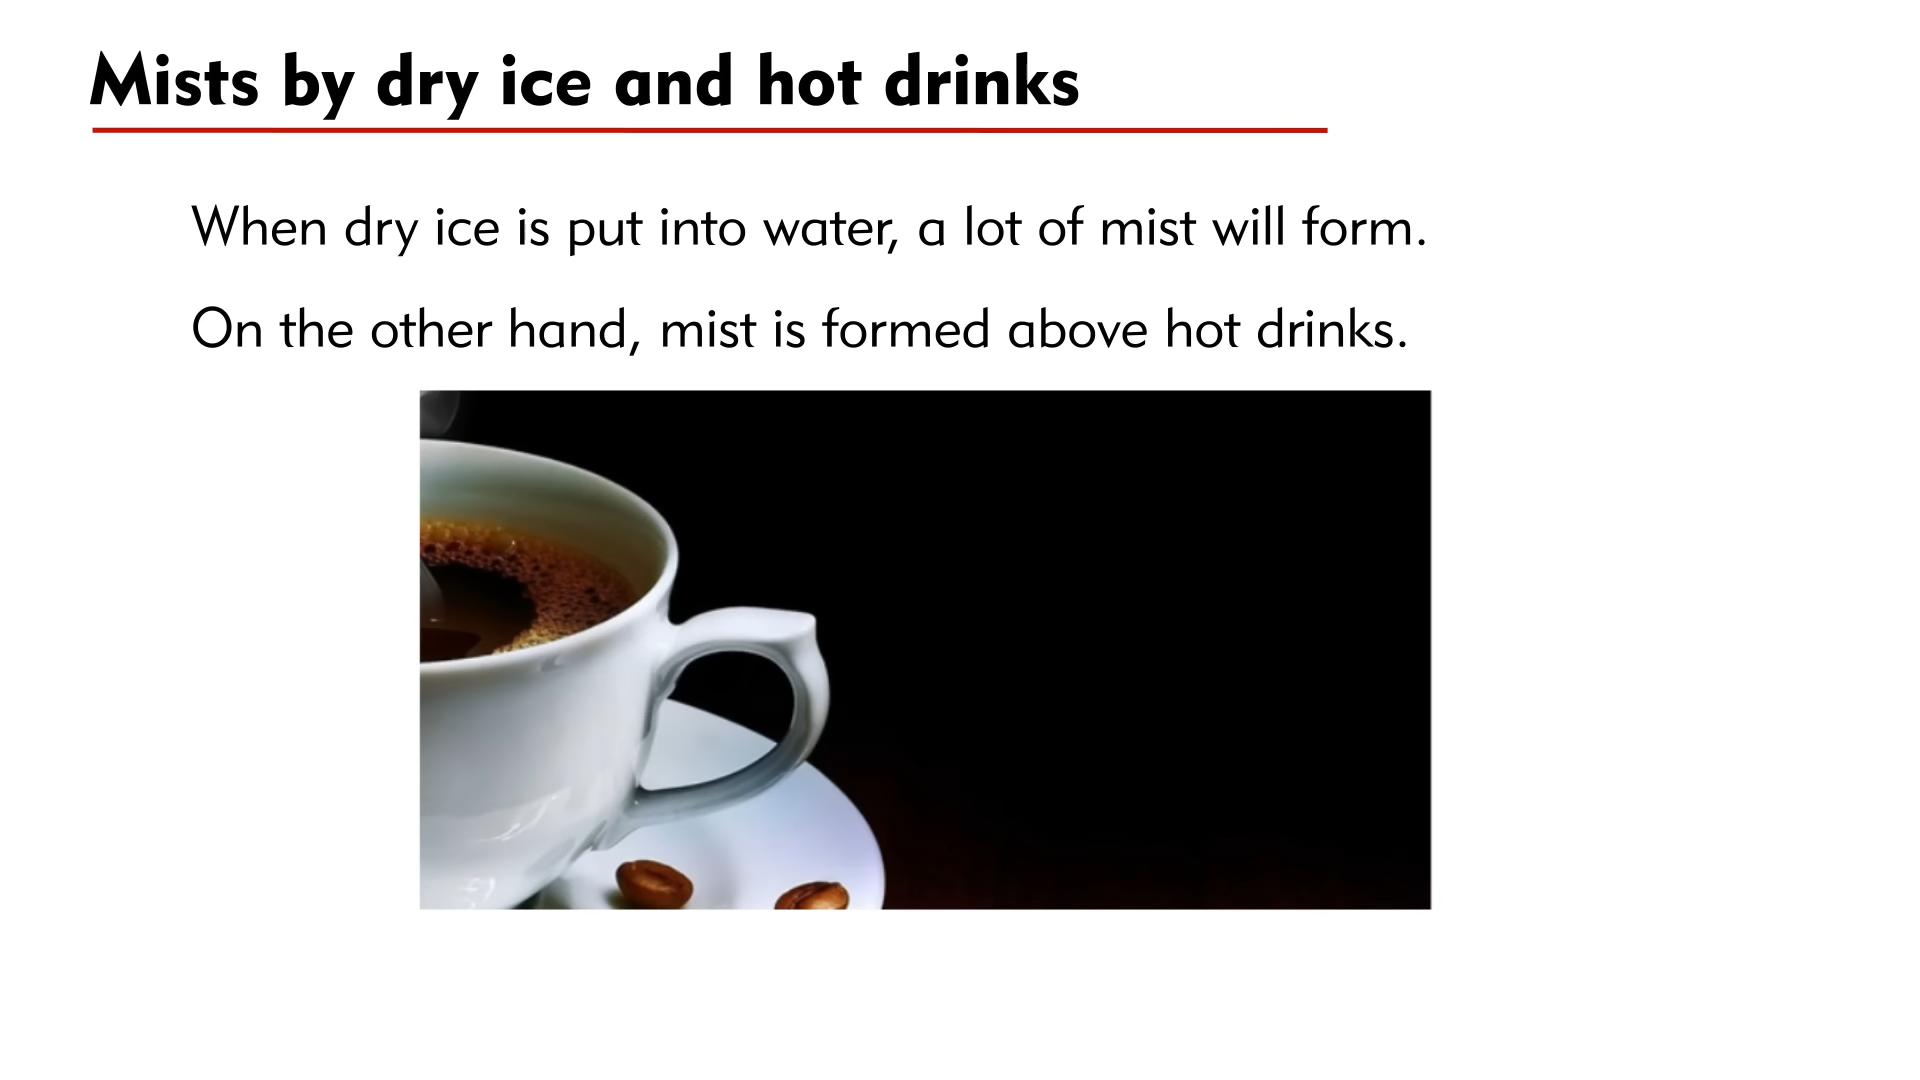 Mists by dry ice and hot drinks
When dry ice is put into water, a lot of mist will form.
On the other hand, mist is formed above hot drinks.